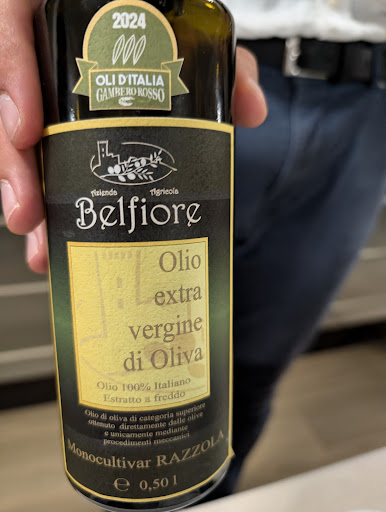 2024
OLI D'ITALIA
GAMBERO ROSSO
Azienda Agricola
Belfiore
Olio
extra
vergine
di Oliva
Olio 100% Italiano
Estratto a freddo
Olio di oliva di categoria superiore
ottenuto direttamente dalle olive
e unicamente mediante
procedimenti meccanici
Monocultivar RAZZOLA
℮ 0,50 l